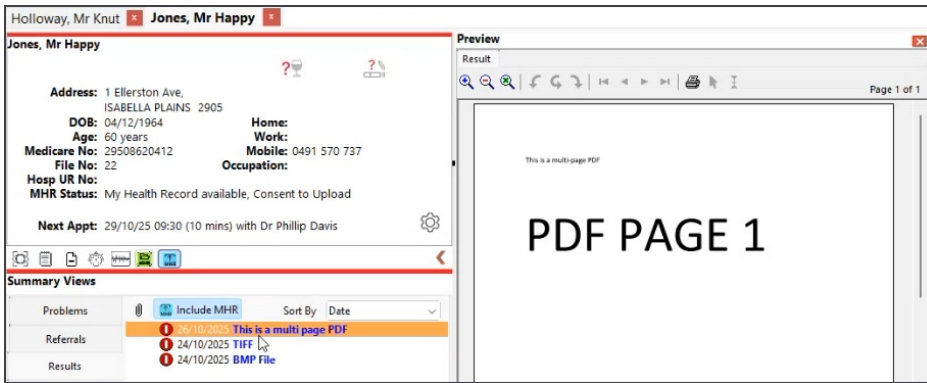 Holloway, Mr Knut x Jones, Mr Happy x
Jones, Mr Happy
? ?
Address: 1 Ellerston Ave,
ISABELLA PLAINS 2905
DOB: 04/12/1964 Home:
Age: 60 years Work:
Medicare No: 29508620412 Mobile: 0491 570 737
File No: 22 Occupation:
Hosp UR No:
MHR Status: My Health Record available, Consent to Upload
Next Appt: 29/10/25 09:30 (10 mins) with Dr Phillip Davis
Summary Views
Problems
Referrals
Results
Include MHR Sort By Date
26/10/2025 This is a multi page PDF
24/10/2025 TIFF
24/10/2025 BMP File
Preview
Result
Page 1 of 1
This is a multi-page PDF
PDF PAGE 1